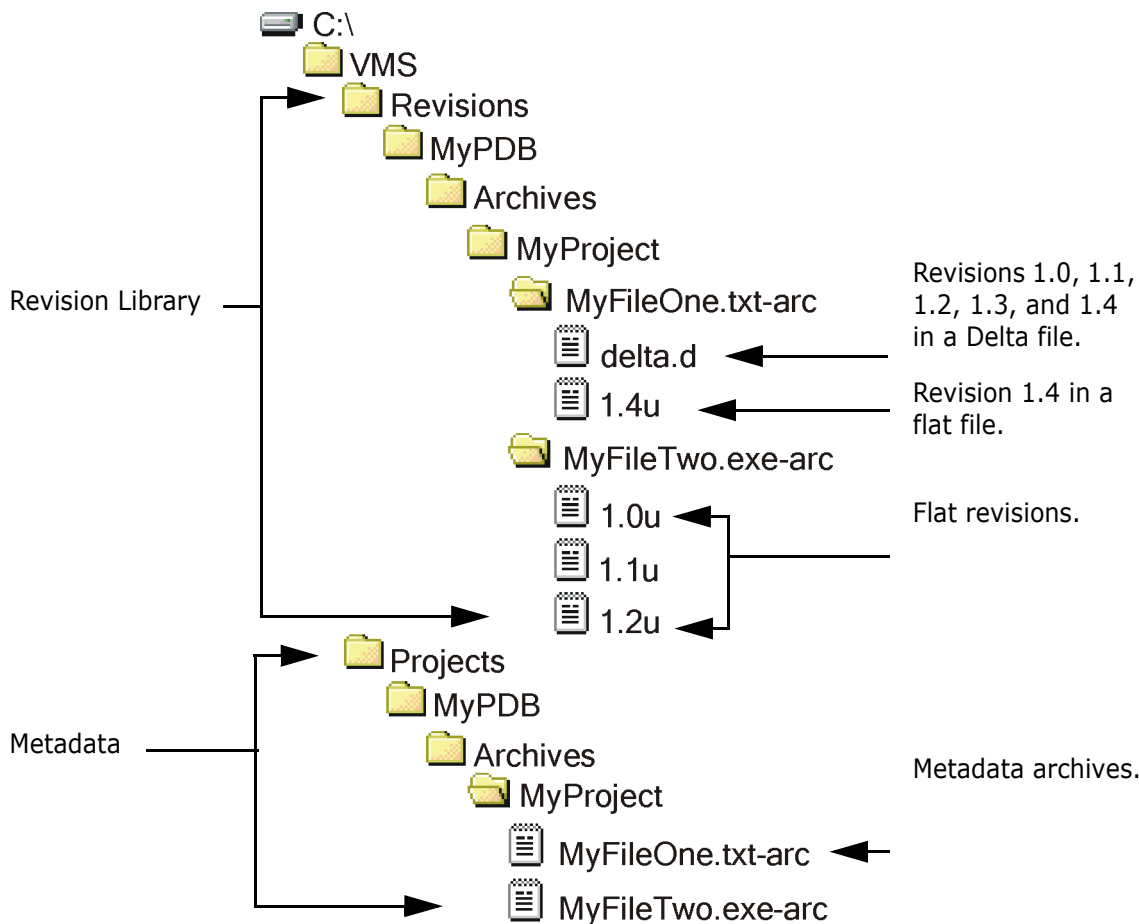 C:\
VMS
Revisions
MyPDB
Archives
MyProject
Revision Library
MyFileOne.txt-arc
delta.d
1.4u
Revisions 1.0, 1.1,
1.2, 1.3, and 1.4
in a Delta file.
Revision 1.4 in a
flat file.
MyFileTwo.exe-arc
1.0u
1.1u
1.2u
Flat revisions.
Projects
MyPDB
Metadata
Archives
MyProject
Metadata archives.
MyFileOne.txt-arc
MyFileTwo.exe-arc